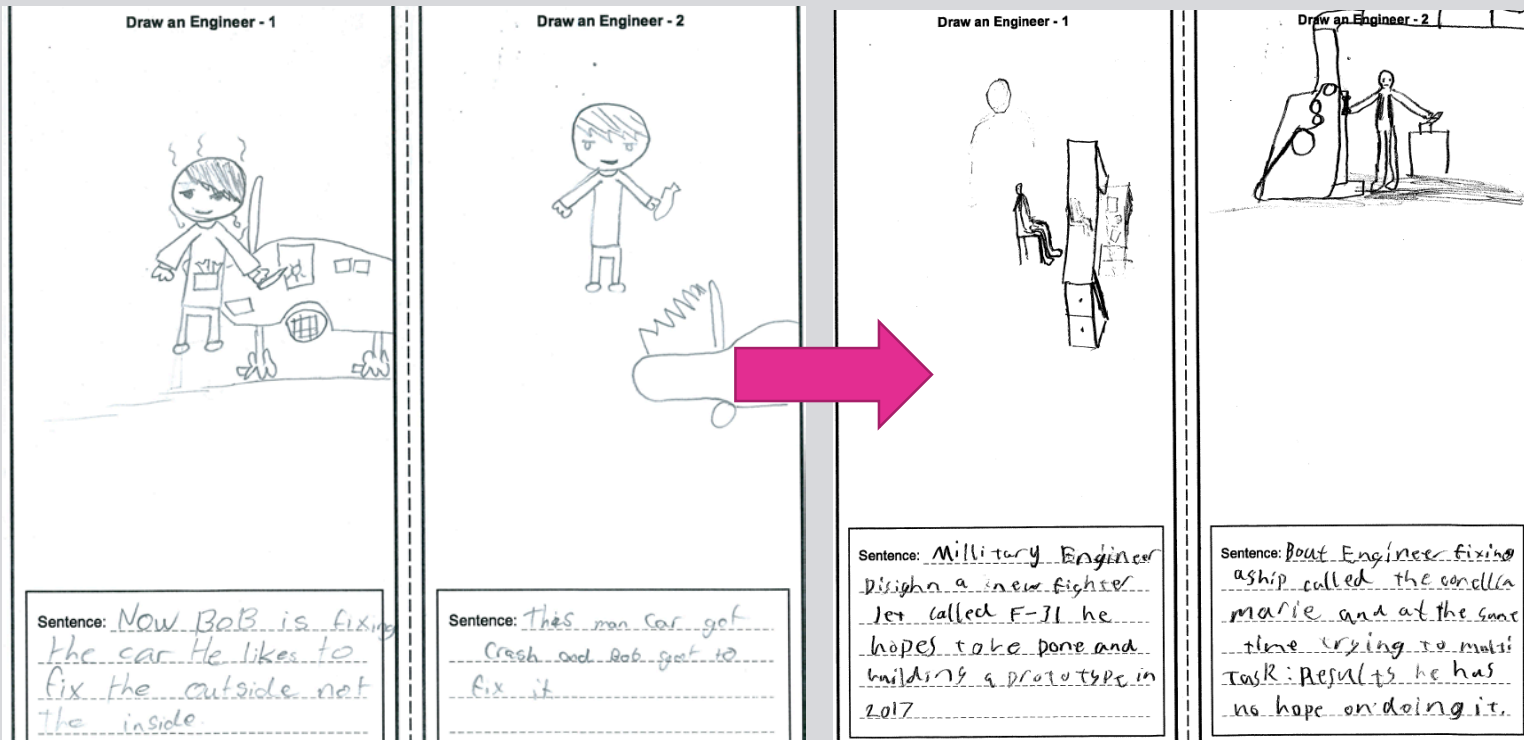 Draw an Engineer - 1
Sentence: Now BoB is fixing
the car He likes to
fix the outside not
the inside.
Draw an Engineer - 2
Sentence: This man car got
Crash and Bob got to
fix it
Draw an Engineer - 1
Sentence: Millitary Engineer
Disighn a new fighter
Jet called F-31 he
hopes to be done and
building a prototype in
2017
Draw an Engineer - 2
Sentence: Bout Engineer fixing
a ship called the
marie and at the same
time trying to multi
Task: Results he has
no hope on doing it.